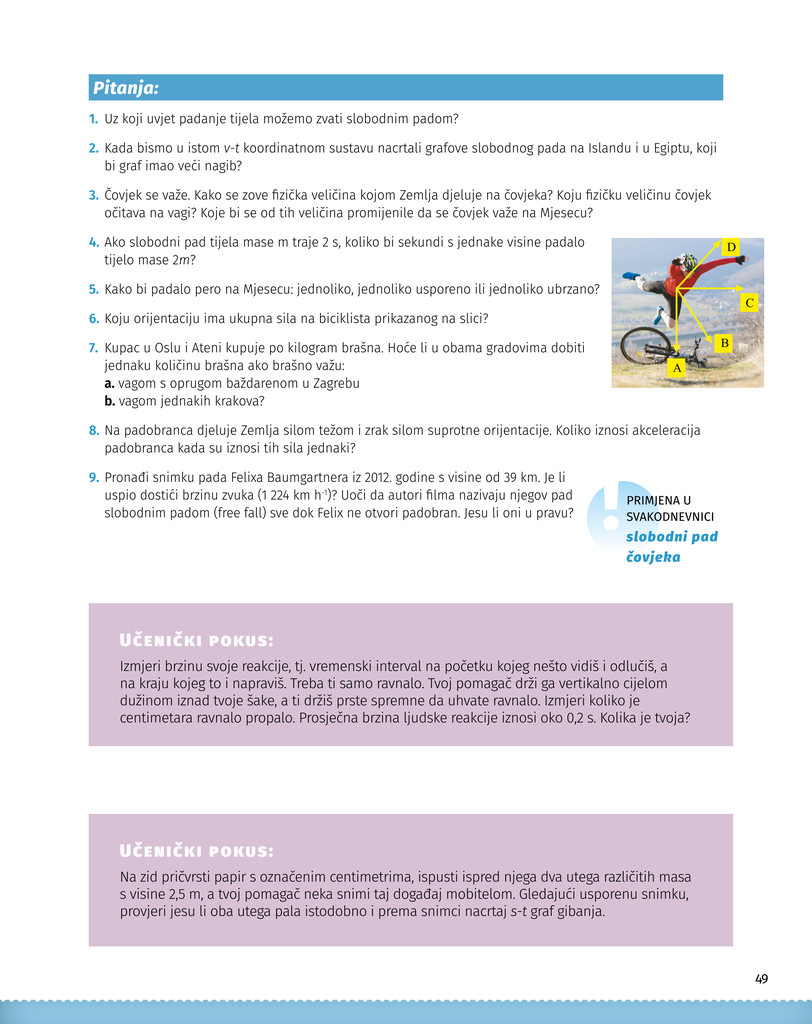 Pitanja:
1. Uz koji uvjet padanje tijela možemo zvati slobodnim padom?
2. Kada bismo u istom v-t koordinatnom sustavu nacrtali grafove slobodnog pada na Islandu i u Egiptu, koji
bi graf imao veći nagib?
3. Čovjek se važe. Kako se zove fizička veličina kojom Zemlja djeluje na čovjeka? Koju fizičku veličinu čovjek
očitava na vagi? Koje bi se od tih veličina promijenile da se čovjek važe na Mjesecu?
4. Ako slobodni pad tijela mase m traje 2 s, koliko bi sekundi s jednake visine padalo
tijelo mase 2m?
5. Kako bi padalo pero na Mjesecu: jednoliko, jednoliko usporeno ili jednoliko ubrzano?
6. Koju orijentaciju ima ukupna sila na biciklista prikazanog na slici?
7. Kupac u Oslu i Ateni kupuje po kilogram brašna. Hoće li u obama gradovima dobiti
jednaku količinu brašna ako brašno važu:
a. vagom s oprugom baždarenom u Zagrebu
b. vagom jednakih krakova?
D
C
B
A
8. Na padobranca djeluje Zemlja silom težom i zrak silom suprotne orijentacije. Koliko iznosi akceleracija
padobranca kada su iznosi tih sila jednaki?
9. Pronađi snimku pada Felixa Baumgartnera iz 2012. godine s visine od 39 km. Je li
uspio dostići brzinu zvuka (1 224 km h⁻¹)? Uoči da autori filma nazivaju njegov pad
slobodnim padom (free fall) sve dok Felix ne otvori padobran. Jesu li oni u pravu?
!
PRIMJENA U
SVAKODNEVNICI
slobodni pad
čovjeka
Učenički pokus:
Izmjeri brzinu svoje reakcije, tj. vremenski interval na početku kojeg nešto vidiš i odlučiš, a
na kraju kojeg to i napraviš. Treba ti samo ravnalo. Tvoj pomagač drži ga vertikalno cijelom
dužinom iznad tvoje šake, a ti držiš prste spremne da uhvate ravnalo. Izmjeri koliko je
centimetara ravnalo propalo. Prosječna brzina ljudske reakcije iznosi oko 0,2 s. Kolika je tvoja?
Učenički pokus:
Na zid pričvrsti papir s označenim centimetrima, ispusti ispred njega dva utega različitih masa
s visine 2,5 m, a tvoj pomagač neka snimi taj događaj mobitelom. Gledajući usporenu snimku,
provjeri jesu li oba utega pala istodobno i prema snimci nacrtaj s-t graf gibanja.
49